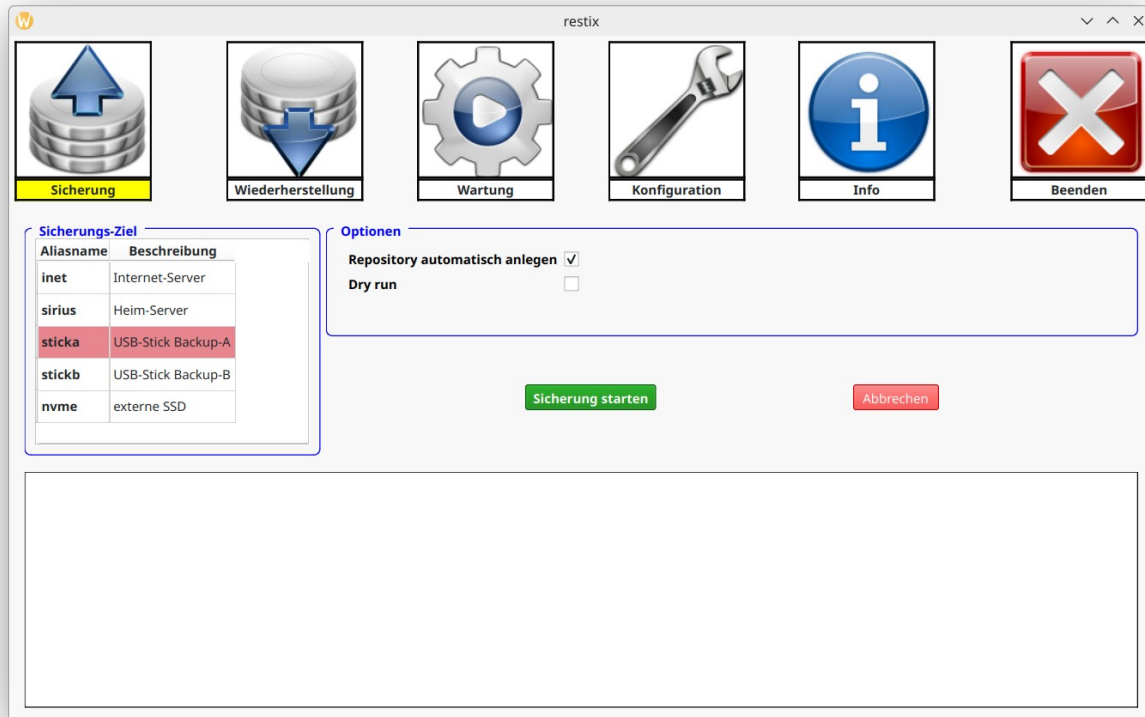 restix
Sicherung
Wiederherstellung
Wartung
Konfiguration
Info
Beenden
Sicherungs-Ziel
Aliasname Beschreibung
inet Internet-Server
sirius Heim-Server
sticka USB-Stick Backup-A
stickb USB-Stick Backup-B
nvme externe SSD
Optionen
Repository automatisch anlegen
Dry run
Sicherung starten
Abbrechen